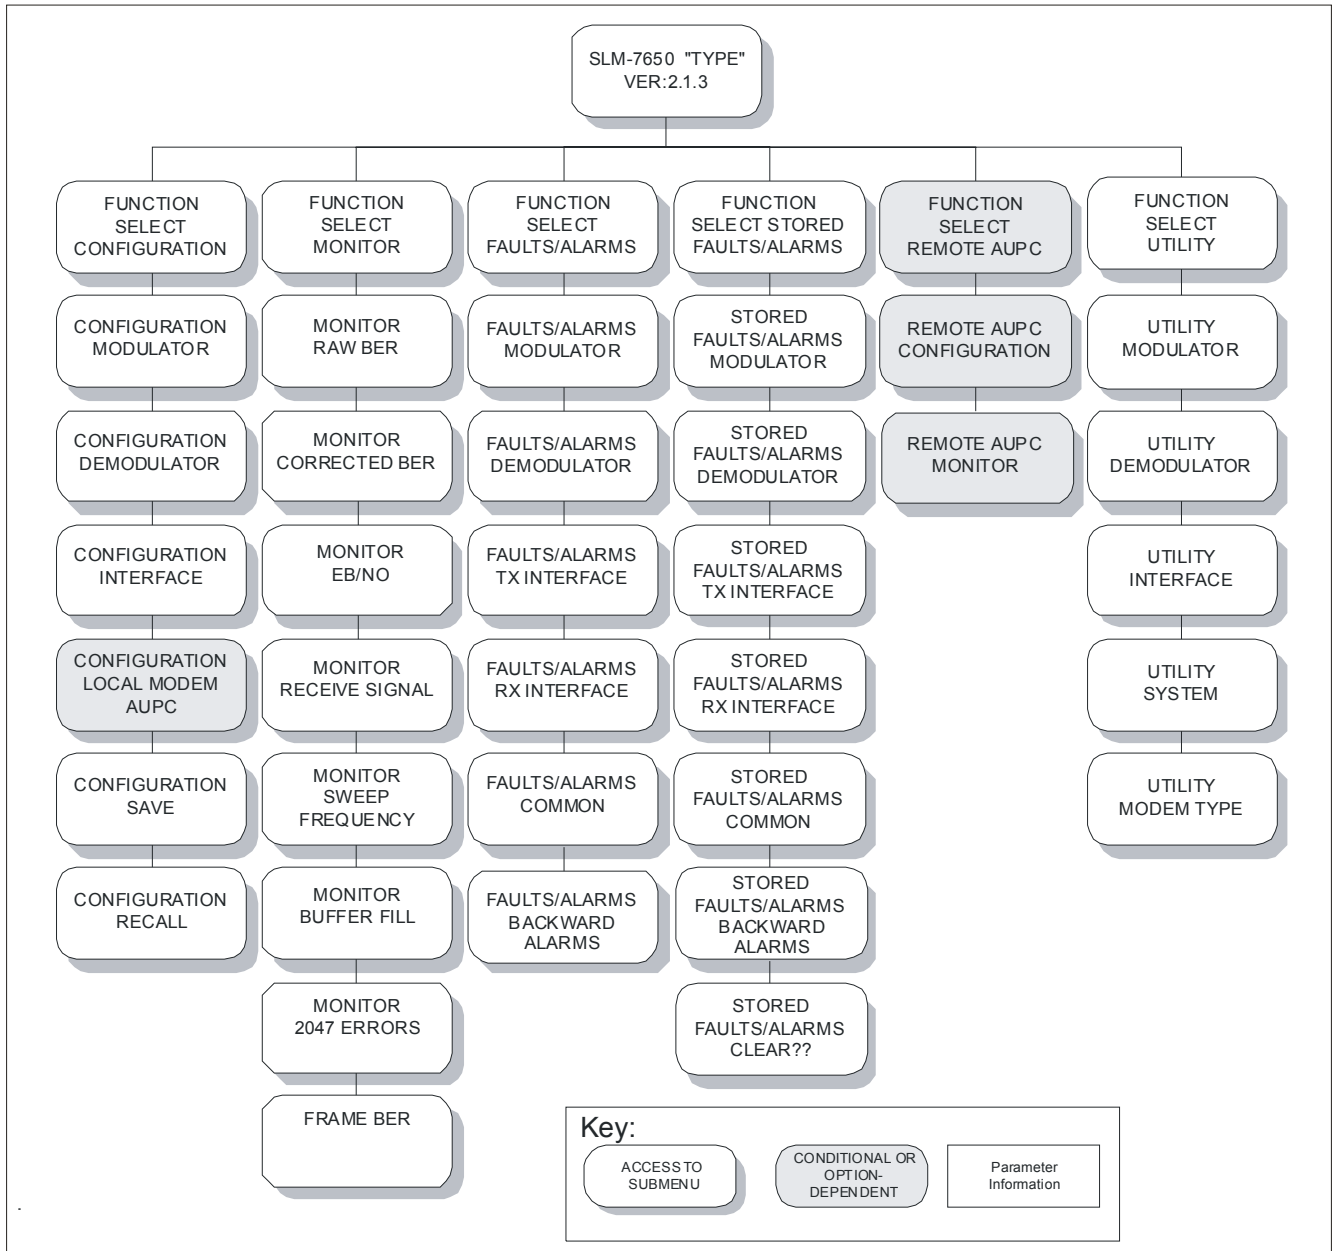 SLM-7650 "TYPE"
VER:2.1.3
FUNCTION
SELECT
CONFIGURATION
CONFIGURATION
MODULATOR
CONFIGURATION
DEMODULATOR
CONFIGURATION
INTERFACE
CONFIGURATION
LOCAL MODEM
AUPC
CONFIGURATION
SAVE
CONFIGURATION
RECALL
FUNCTION
SELECT
MONITOR
MONITOR
RAW BER
MONITOR
CORRECTED BER
MONITOR
EB/NO
MONITOR
RECEIVE SIGNAL
MONITOR
SWEEP
FREQUENCY
MONITOR
BUFFER FILL
MONITOR
2047 ERRORS
FRAME BER
FUNCTION
SELECT
FAULTS/ALARMS
FAULTS/ALARMS
MODULATOR
FAULTS/ALARMS
DEMODULATOR
FAULTS/ALARMS
TX INTERFACE
FAULTS/ALARMS
RX INTERFACE
FAULTS/ALARMS
COMMON
FAULTS/ALARMS
BACKWARD
ALARMS
FUNCTION
SELECT STORED
FAULTS/ALARMS
STORED
FAULTS/ALARMS
MODULATOR
STORED
FAULTS/ALARMS
DEMODULATOR
STORED
FAULTS/ALARMS
TX INTERFACE
STORED
FAULTS/ALARMS
RX INTERFACE
STORED
FAULTS/ALARMS
COMMON
STORED
FAULTS/ALARMS
BACKWARD
ALARMS
STORED
FAULTS/ALARMS
CLEAR??
FUNCTION
SELECT
REMOTE AUPC
REMOTE AUPC
CONFIGURATION
REMOTE AUPC
MONITOR
FUNCTION
SELECT
UTILITY
UTILITY
MODULATOR
UTILITY
DEMODULATOR
UTILITY
INTERFACE
UTILITY
SYSTEM
UTILITY
MODEM TYPE
Key:
ACCESS TO
SUBMENU
CONDITIONAL OR
OPTION-
DEPENDENT
Parameter
Information
.